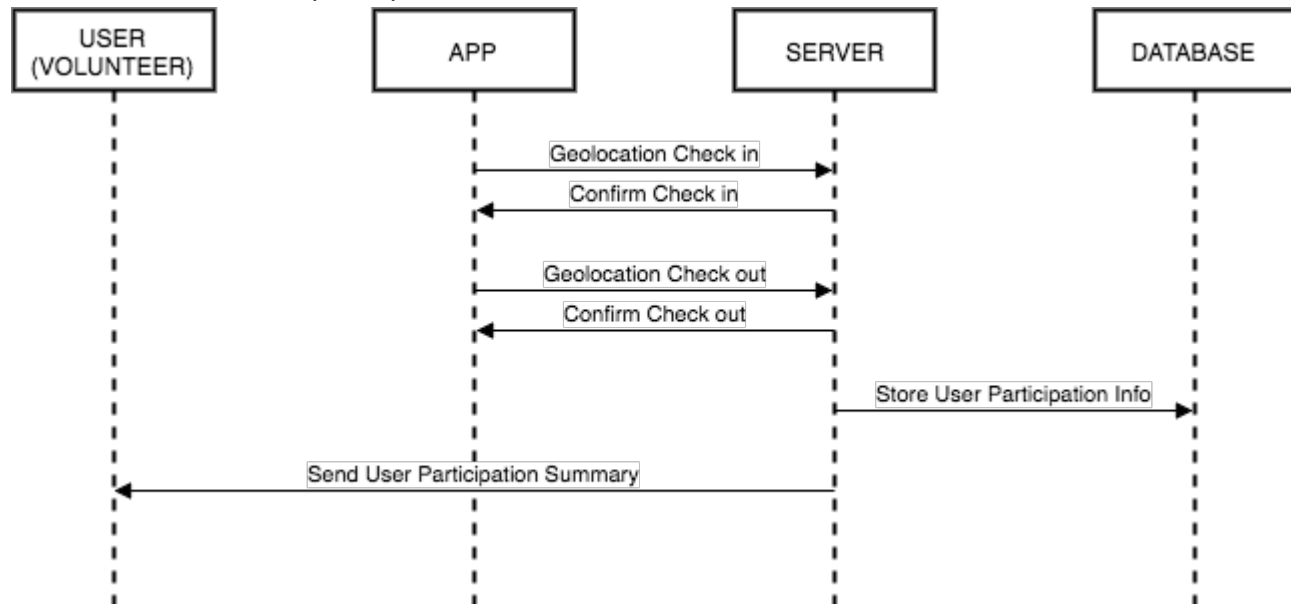 USER
(VOLUNTEER)
APP
SERVER
DATABASE
Geolocation Check in
Confirm Check in
Geolocation Check out
Confirm Check out
Store User Participation Info
Send User Participation Summary